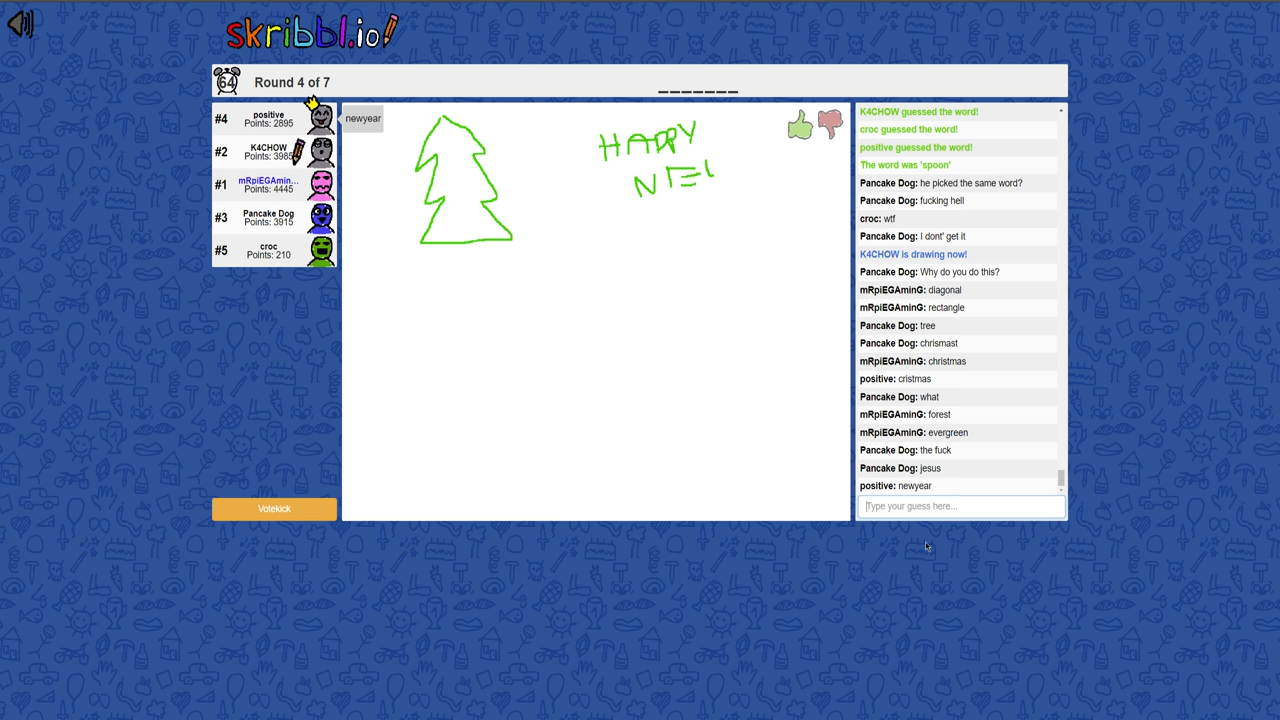 skribbl.io
64
Round 4 of 7
_______
#4 positive
Points: 2895
newyear
#2 K4CHOW
Points: 3985
#1 mRpiEGAmin...
Points: 4445
#3 Pancake Dog
Points: 3915
#5 croc
Points: 210
Votekick
HAPPY
NE
K4CHOW guessed the word!
croc guessed the word!
positive guessed the word!
The word was 'spoon'
Pancake Dog: he picked the same word?
Pancake Dog: fucking hell
croc: wtf
Pancake Dog: I dont' get it
K4CHOW is drawing now!
Pancake Dog: Why do you do this?
mRpiEGAminG: diagonal
mRpiEGAminG: rectangle
Pancake Dog: tree
Pancake Dog: chrismast
mRpiEGAminG: christmas
positive: cristmas
Pancake Dog: what
mRpiEGAminG: forest
mRpiEGAminG: evergreen
Pancake Dog: the fuck
Pancake Dog: jesus
positive: newyear
Type your guess here...